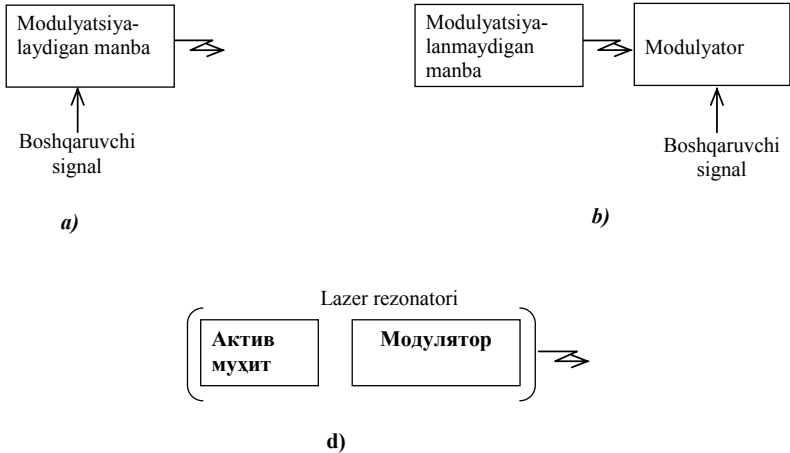 Modulyatsiya-
laydigan manba
Boshqaruvchi
signal
a)
Modulyatsiya-
lanmaydigan
manba
Modulyator
Boshqaruvchi
signal
b)
Lazer rezonatori
Актив
муҳит
Модулятор
d)